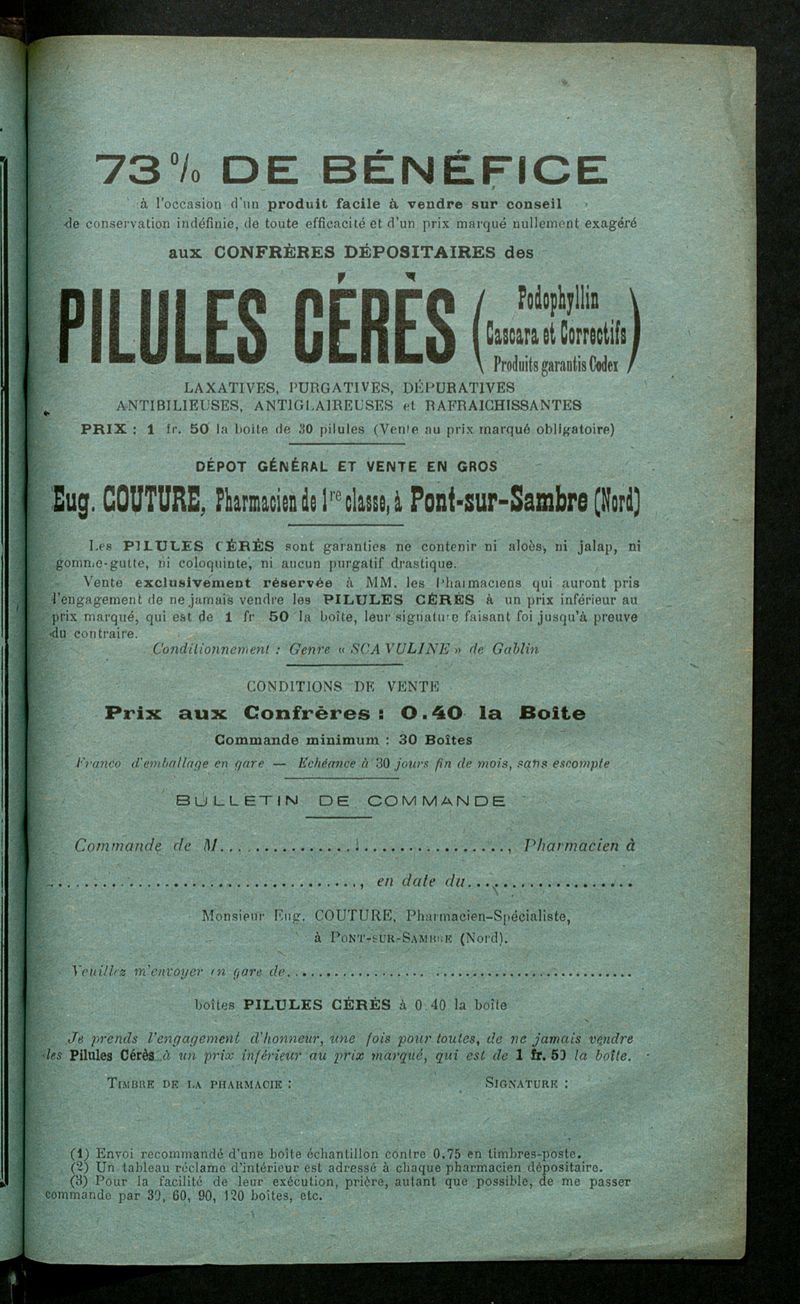 73 % DE BÉNÉFICE
à l'occasion d'un produit facile à vendre sur conseil
de conservation indéfinie, de toute efficacité et d'un prix marqué nullement exagéré
aux CONFRÈRES DÉPOSITAIRES des
PILULES CÉRÈS (Podophyllin
Cascara et Correctifs
Produits garantis Codex)
LAXATIVES, PURGATIVES, DÉPURATIVES
ANTIBILIEUSES, ANTIGLAIREUSES et RAFRAICHISSANTES
PRIX : 1 fr. 50 la boîte de 30 pilules (Vente au prix marqué obligatoire)
DÉPOT GÉNÉRAL ET VENTE EN GROS
Eug. COUTURE, Pharmacien de 1re classe, à Pont-sur-Sambre (Nord)
Les PILULES CÉRÈS sont garanties ne contenir ni aloès, ni jalap, ni
gomme-gutte, ni coloquinte, ni aucun purgatif drastique.
Vente exclusivement réservée à MM. les Pharmaciens qui auront pris
l'engagement de ne jamais vendre les PILULES CÉRÈS à un prix inférieur au
prix marqué, qui est de 1 fr 50 la boîte, leur signature faisant foi jusqu'à preuve
du contraire.
Conditionnement : Genre « SCAVULINE » de Gablin
CONDITIONS DE VENTE
Prix aux Confrères : 0.40 la Boîte
Commande minimum : 30 Boîtes
Franco d'emballage en gare — Echéance à 30 jours fin de mois, sans escompte
BULLETIN DE COMMANDE
Commande de M......................................, Pharmacien à
......................................, en date du....................
Monsieur Eug. COUTURE, Pharmacien-Spécialiste,
à PONT-SUR-SAMBRE (Nord).
Veuillez m'envoyer en gare de..........................................
boîtes PILULES CÉRÈS à 0 40 la boîte
Je prends l'engagement d'honneur, une fois pour toutes, de ne jamais vendre
les Pilules Cérès à un prix inférieur au prix marqué, qui est de 1 fr. 50 la boîte.
TIMBRE DE LA PHARMACIE : SIGNATURE :
(1) Envoi recommandé d'une boîte échantillon contre 0.75 en timbres-poste.
(2) Un tableau réclame d'intérieur est adressé à chaque pharmacien dépositaire.
(3) Pour la facilité de leur exécution, prière, autant que possible, de me passer
commande par 30, 60, 90, 120 boîtes, etc.